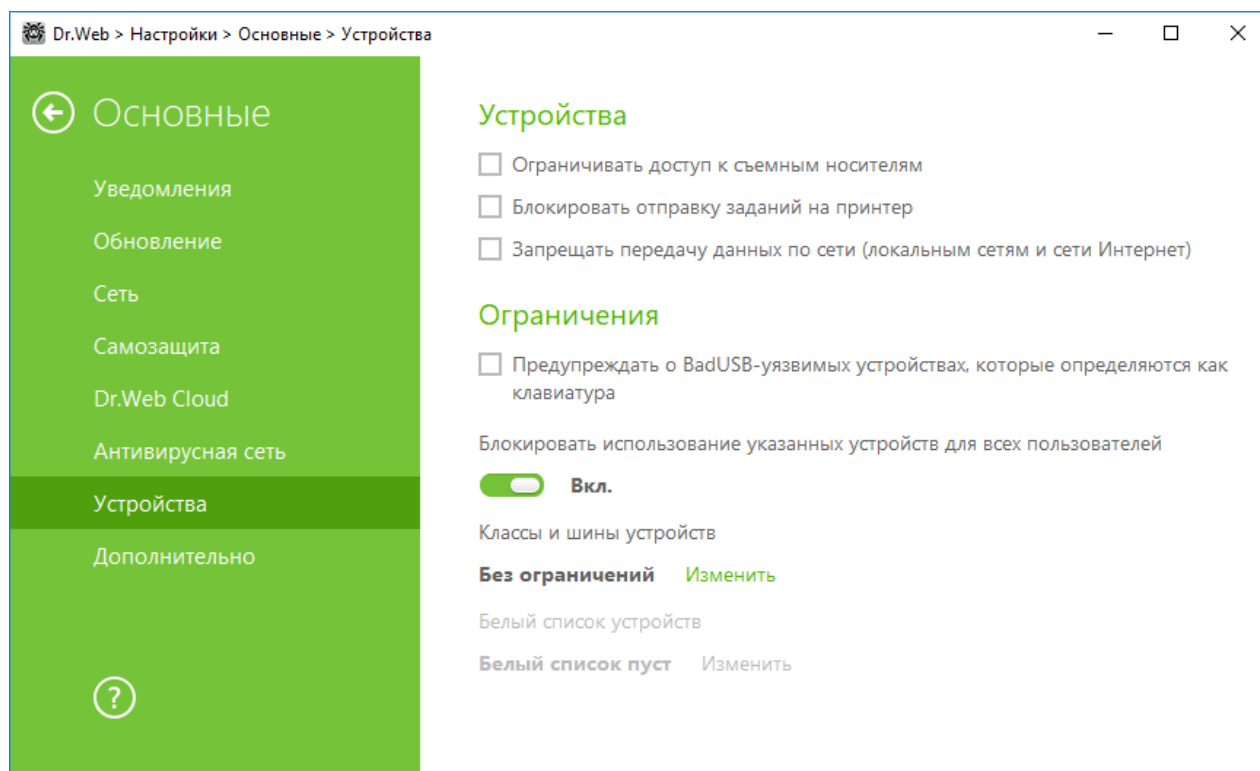 Dr.Web > Настройки > Основные > Устройства
Основные
Уведомления
Обновление
Сеть
Самозащита
Dr.Web Cloud
Антивирусная сеть
Устройства
Дополнительно
?
Устройства
Ограничивать доступ к съемным носителям
Блокировать отправку заданий на принтер
Запрещать передачу данных по сети (локальным сетям и сети Интернет)
Ограничения
Предупреждать о BadUSB-уязвимых устройствах, которые определяются как
клавиатура
Блокировать использование указанных устройств для всех пользователей
Вкл.
Классы и шины устройств
Без ограничений Изменить
Белый список устройств
Белый список пуст Изменить